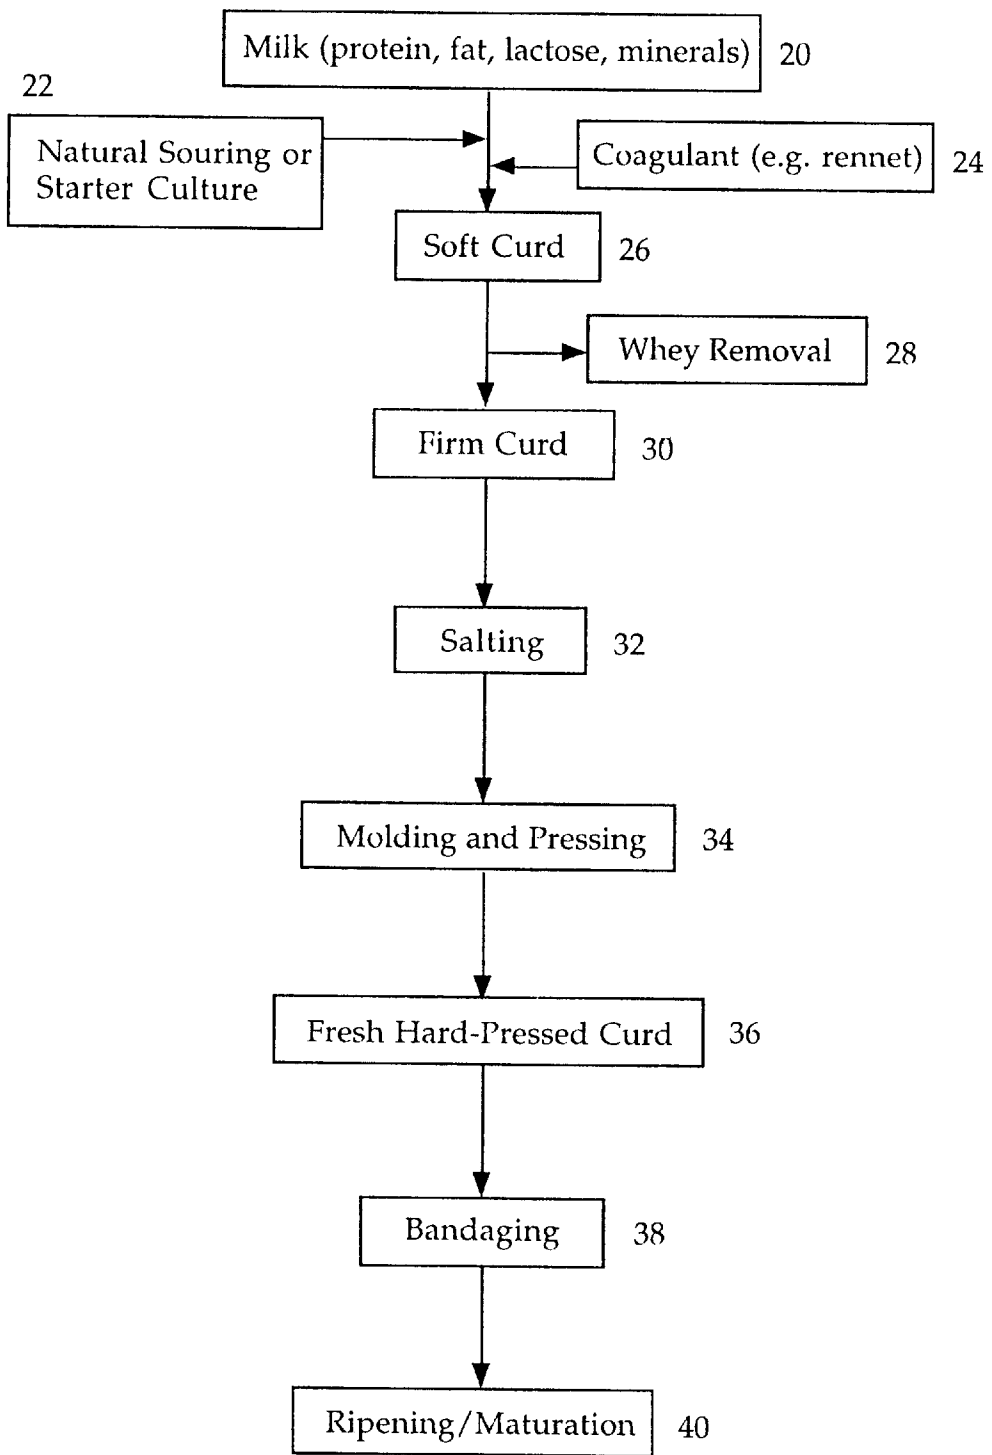 Milk (protein, fat, lactose, minerals) 20
22
Natural Souring or
Starter Culture
Coagulant (e.g. rennet) 24
Soft Curd 26
Whey Removal 28
Firm Curd 30
Salting 32
Molding and Pressing 34
Fresh Hard-Pressed Curd 36
Bandaging 38
Ripening/Maturation 40